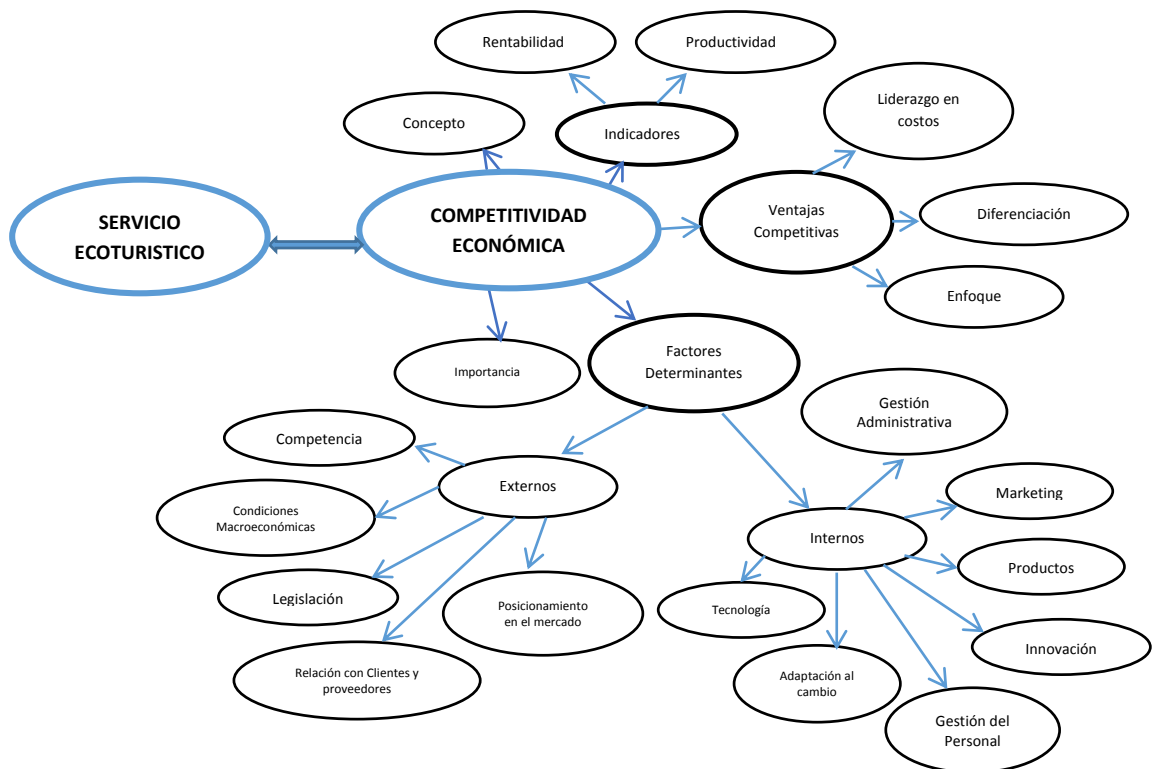 Rentabilidad
Productividad
Liderazgo en
costos
Concepto
Indicadores
SERVICIO
ECOTURISTICO
COMPETITIVIDAD
ECONÓMICA
Ventajas
Competitivas
Diferenciación
Enfoque
Importancia
Factores
Determinantes
Gestión
Administrativa
Competencia
Externos
Condiciones
Macroeconómicas
Marketing
Internos
Productos
Legislación
Posicionamiento
en el mercado
Tecnología
Innovación
Relación con Clientes y
proveedores
Adaptación al
cambio
Gestión del
Personal